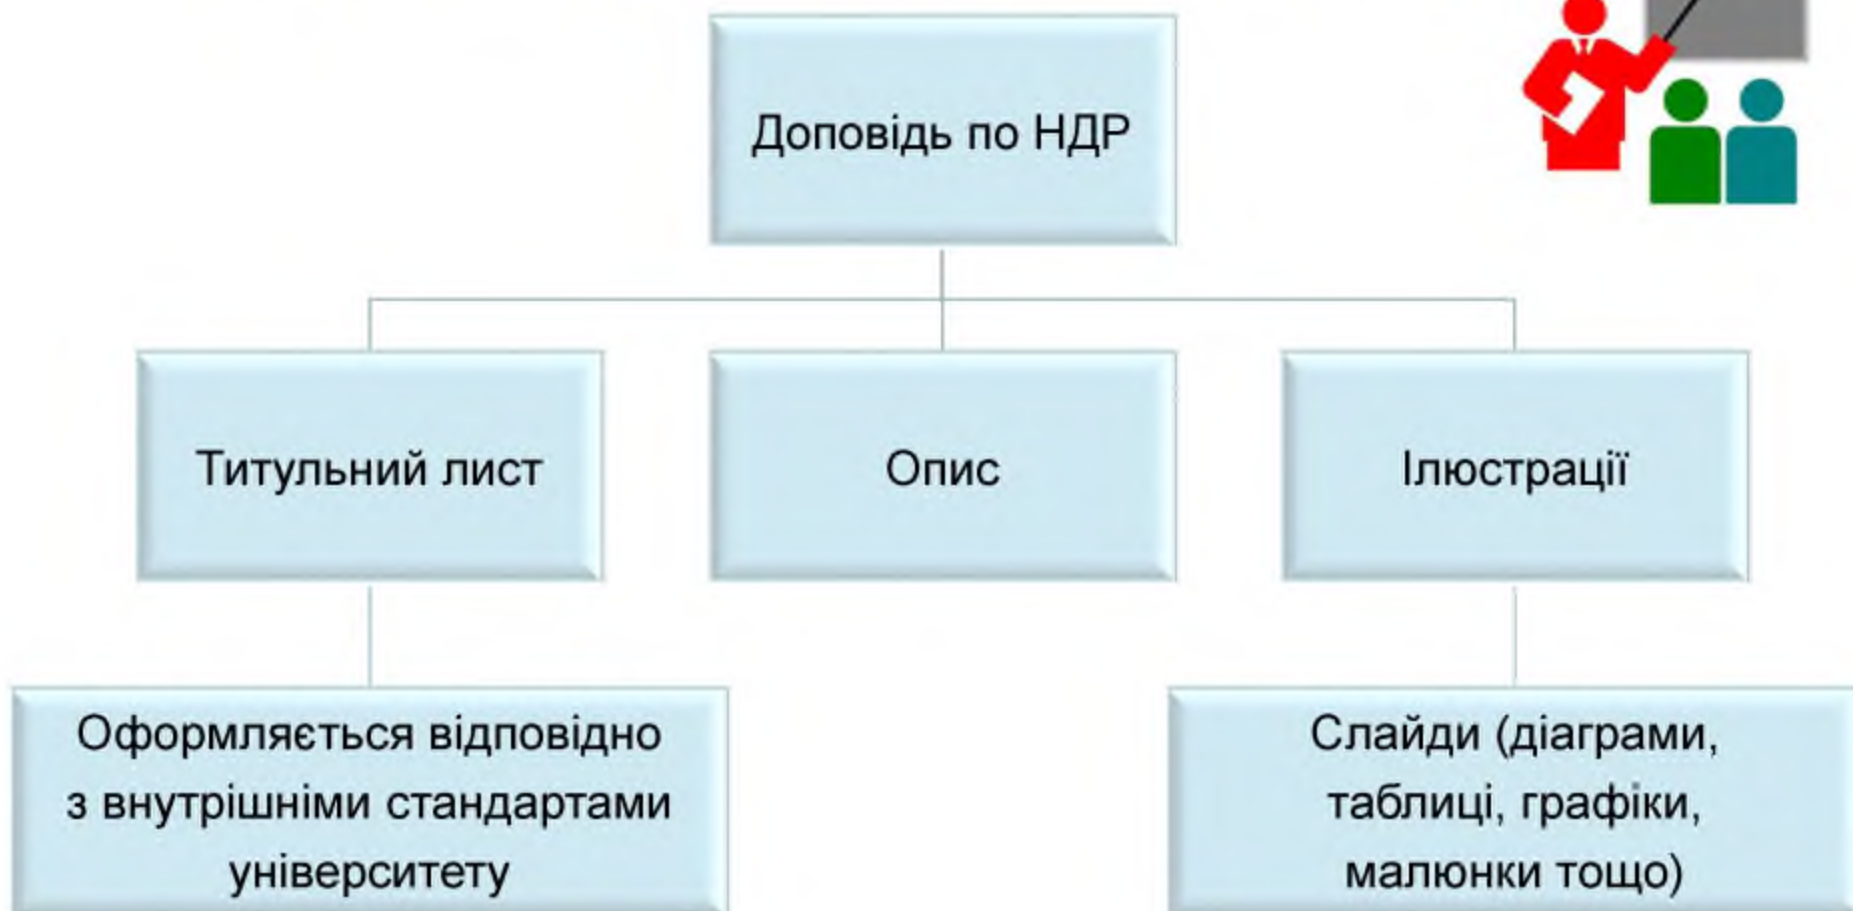 Доповідь по НДР
Титульний лист
Опис
Ілюстрації
Оформляється відповідно
з внутрішніми стандартами
університету
Слайди (діаграми,
таблиці, графіки,
малюнки тощо)